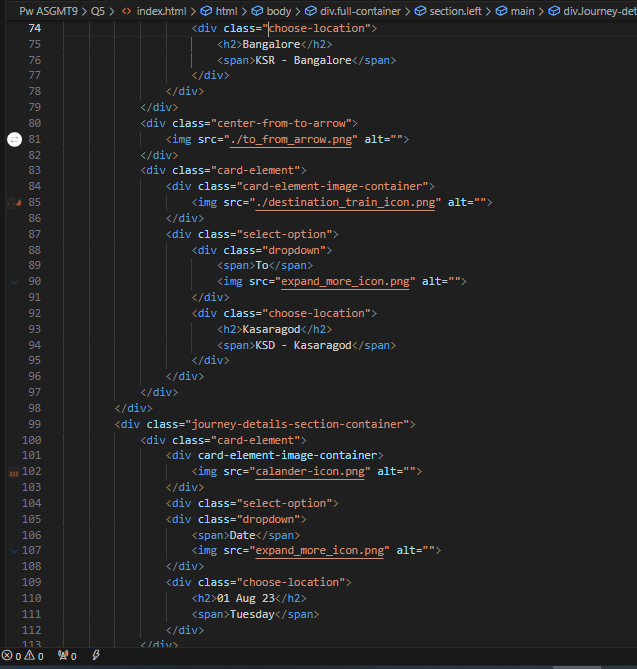 Pw ASGMT9 > Q5 > <> index.html > html > body > div.full-container > section.left > main > div.Journey-det
74 <div class="choose-location">
75 <h2>Bangalore</h2>
76 <span>KSR - Bangalore</span>
77 </div>
78 </div>
79 </div>
80 <div class="center-from-to-arrow">
81 <img src="./to_from_arrow.png" alt="">
82 </div>
83 <div class="card-element">
84 <div class="card-element-image-container">
85 <img src="./destination_train_icon.png" alt="">
86 </div>
87 <div class="select-option">
88 <div class="dropdown">
89 <span>To</span>
90 <img src="expand_more_icon.png" alt="">
91 </div>
92 <div class="choose-location">
93 <h2>Kasaragod</h2>
94 <span>KSD - Kasaragod</span>
95 </div>
96 </div>
97 </div>
98 </div>
99 <div class="journey-details-section-container">
100 <div class="card-element">
101 <div card-element-image-container>
102 <img src="calander-icon.png" alt="">
103 </div>
104 <div class="select-option">
105 <div class="dropdown">
106 <span>Date</span>
107 <img src="expand_more_icon.png" alt="">
108 </div>
109 <div class="choose-location">
110 <h2>01 Aug 23</h2>
111 <span>Tuesday</span>
112 </div>
113 </div>
0 0 0